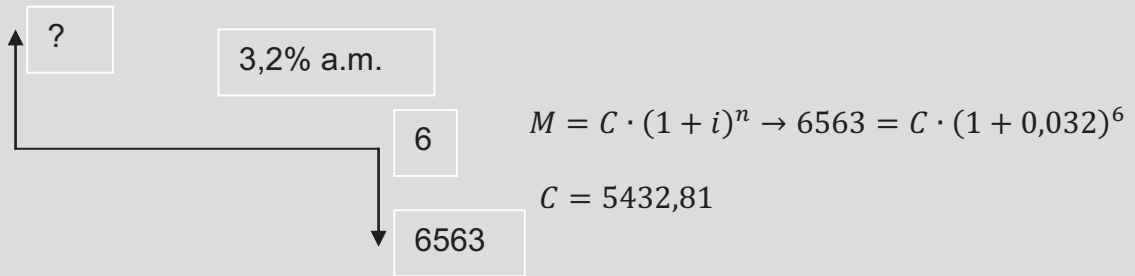 ?
3,2% a.m.
6
𝑀 = 𝐶 ∙ (1 + 𝑖)ⁿ → 6563 = 𝐶 ∙ (1 + 0,032)⁶
𝐶 = 5432,81
6563